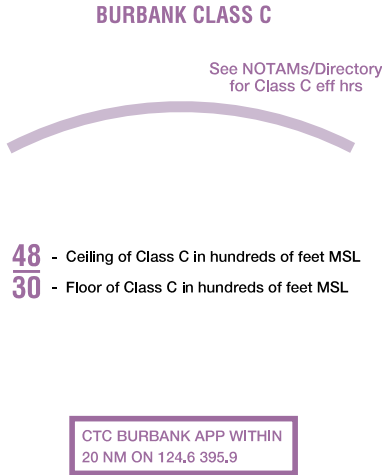 BURBANK CLASS C
See NOTAMs/Directory
for Class C eff hrs
48 - Ceiling of Class C in hundreds of feet MSL
30 - Floor of Class C in hundreds of feet MSL
CTC BURBANK APP WITHIN
20 NM ON 124.6 395.9